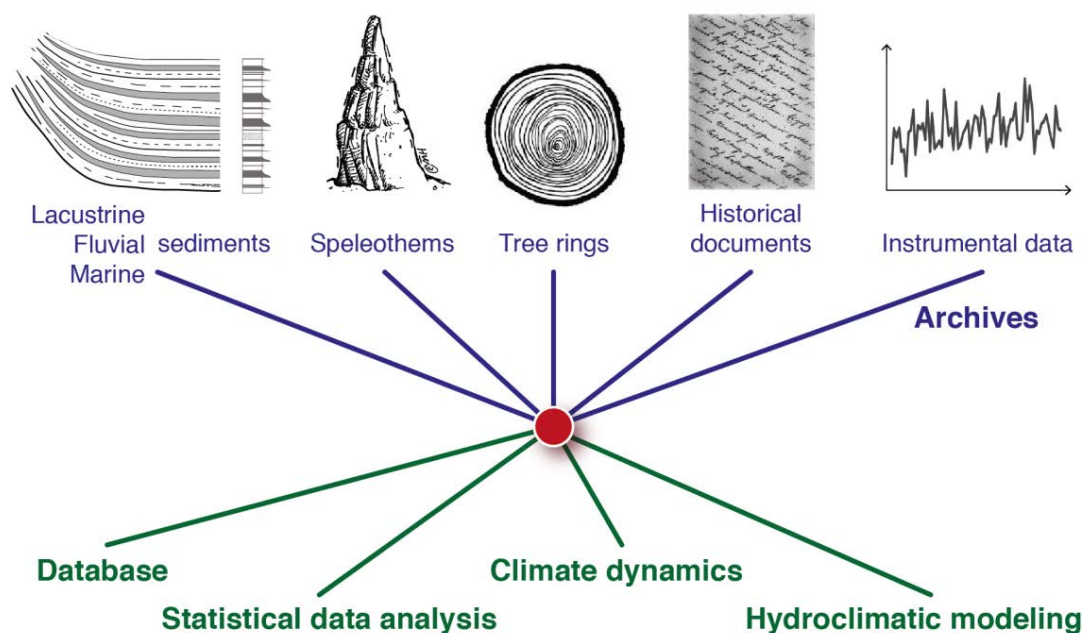 Lacustrine
Fluvial sediments
Marine
Speleothems
Tree rings
Historical
documents
Instrumental data
Archives
Database
Climate dynamics
Statistical data analysis
Hydroclimatic modeling